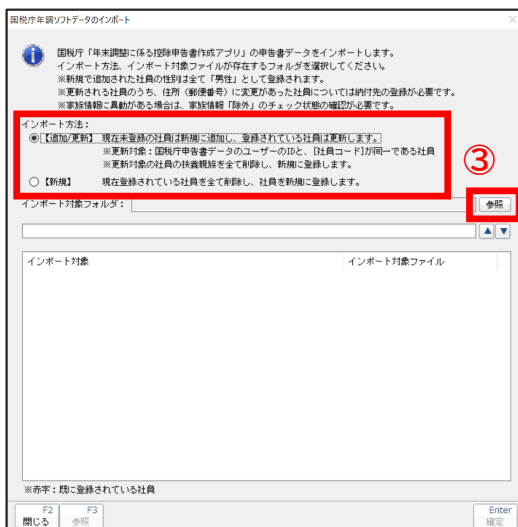 国税庁年調ソフトデータのインポート
国税庁「年末調整に係る控除申告書作成アプリ」の申告書データをインポートします。
インポート方法、インポート対象ファイルが存在するフォルダを選択してください。
※新規で追加された社員の性別は全て「男性」として登録されます。
※更新される社員のうち、住所（郵便番号）に変更があった社員については納付先の登録が必要です。
※家族情報に異動がある場合は、家族情報「除外」のチェック状態の確認が必要です。
インポート方法：
【追加/更新】 現在未登録の社員は新規に追加し、登録されている社員は更新します。
※更新対象：国税庁申告書データのユーザーのIDと、[社員コード]が同一である社員
※更新対象の社員の扶養親族を全て削除し、新規に登録します。
③
【新規】 現在登録されている社員を全て削除し、社員を新規に登録します。
インポート対象フォルダ： 参照
▲ ▼
インポート対象 インポート対象ファイル
※赤字：既に登録されている社員
F2 F3 Enter
閉じる 参照 確定